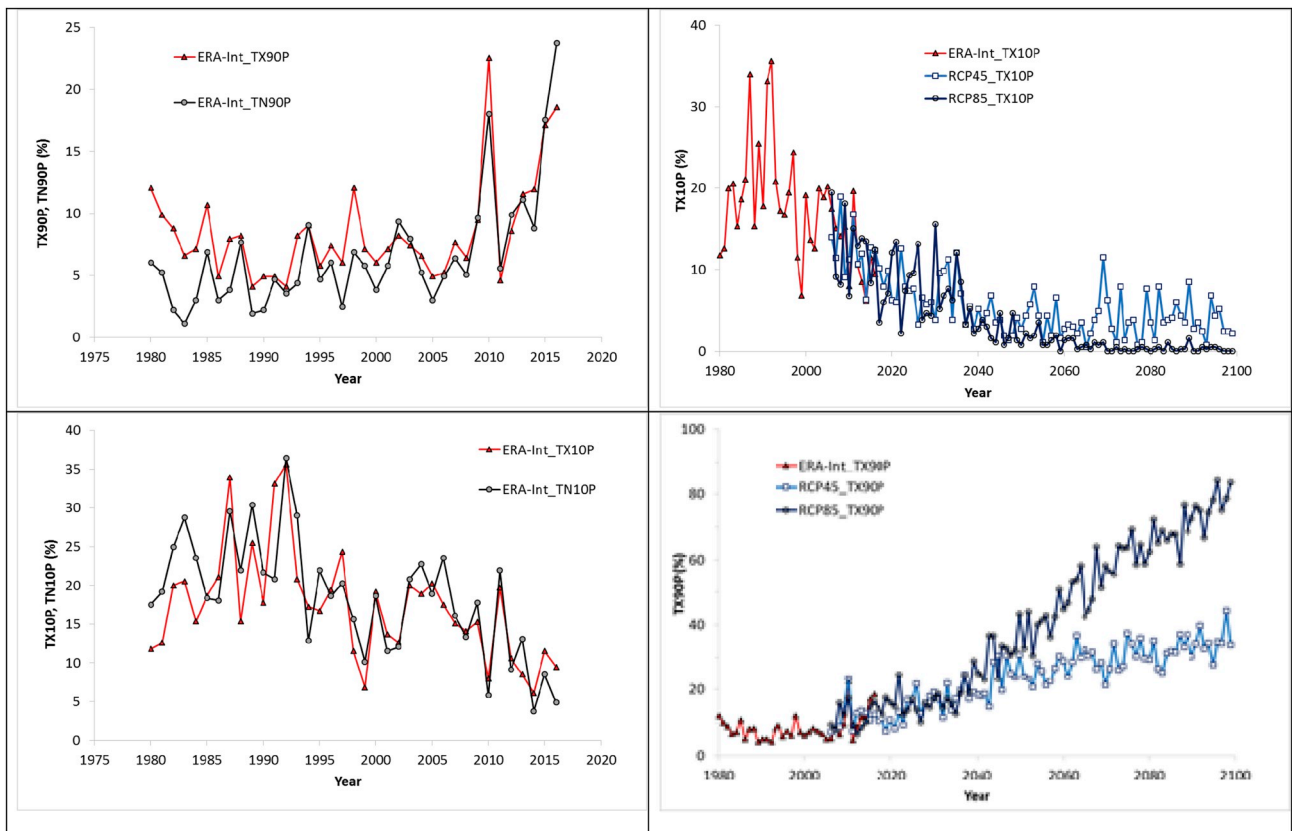 25
20
15
10
5
0
TX90P, TN90P (%)
ERA-Int_TX90P
ERA-Int_TN90P
1975 1980 1985 1990 1995 2000 2005 2010 2015 2020
Year
40
30
20
10
0
TX10P (%)
ERA-Int_TX10P
RCP45_TX10P
RCP85_TX10P
1980 2000 2020 2040 2060 2080 2100
Year
40
35
30
25
20
15
10
5
0
TX10P, TN10P (%)
ERA-Int_TX10P
ERA-Int_TN10P
1975 1980 1985 1990 1995 2000 2005 2010 2015 2020
Year
100
80
60
40
20
0
TX90P (%)
ERA-Int_TX90P
RCP45_TX90P
RCP85_TX90P
1980 2000 2020 2040 2060 2080 2100
Year